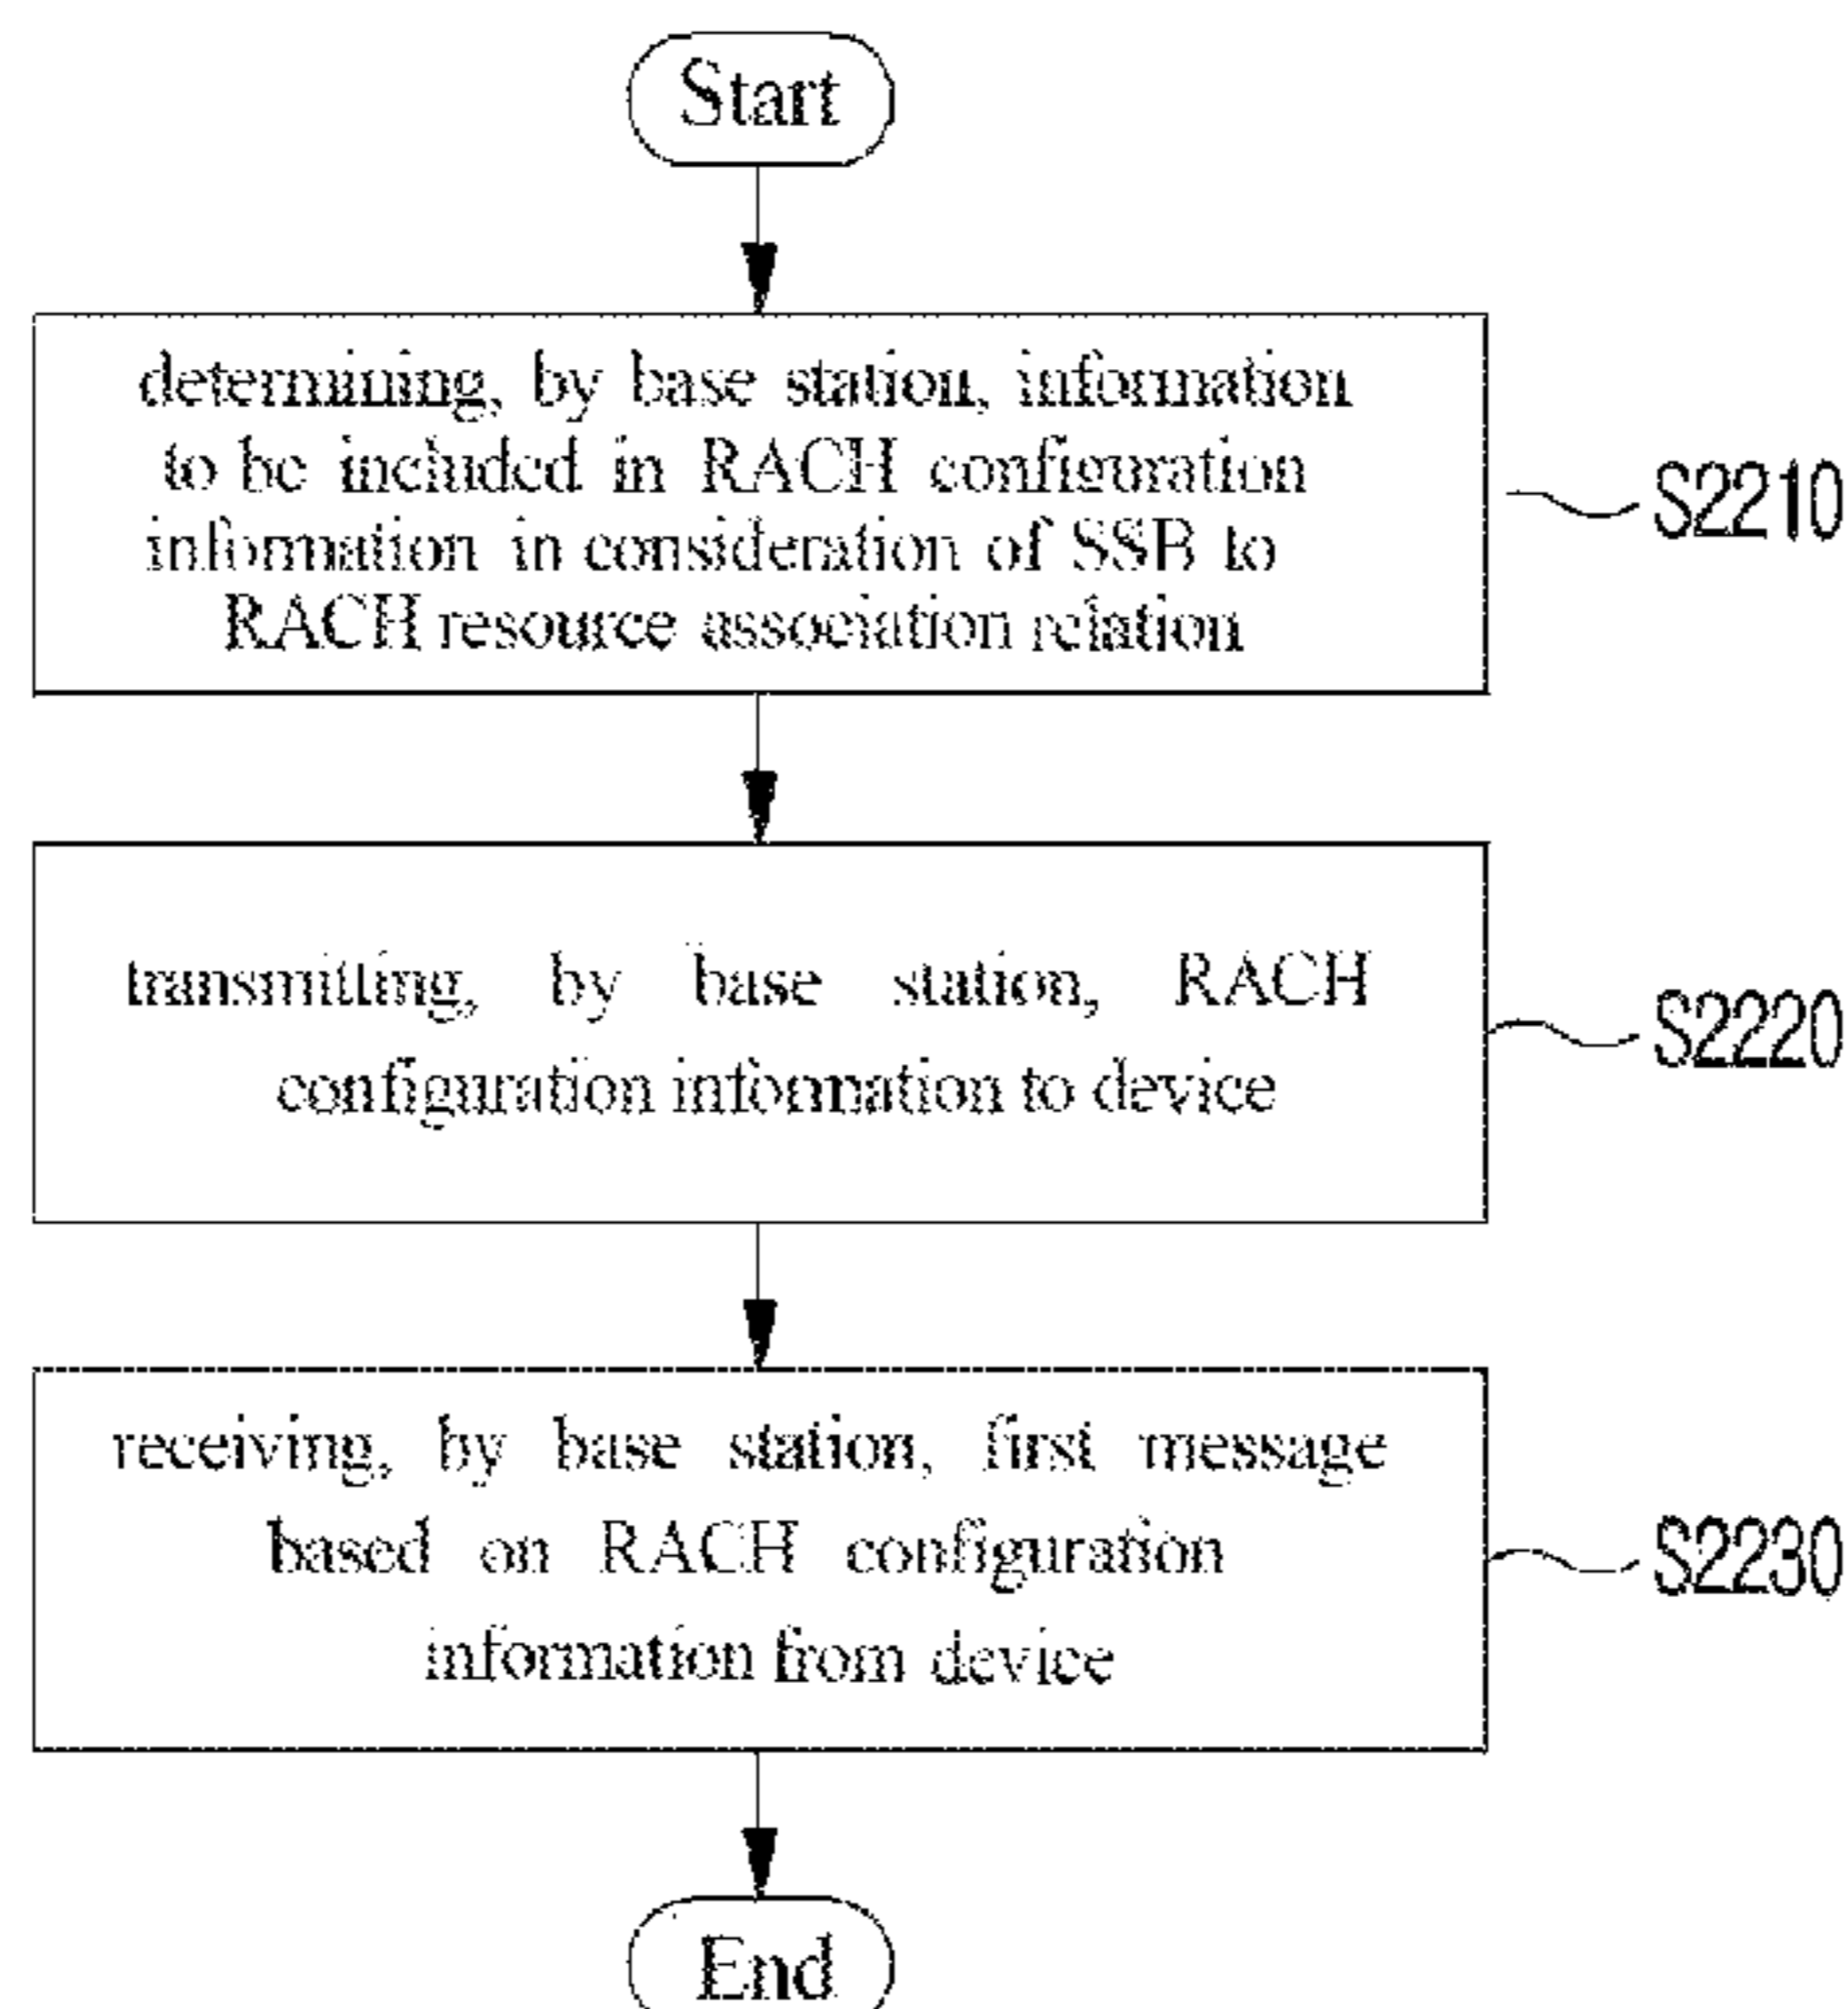 Start
determining, by base station, information
to be included in RACH configuration
information in consideration of SSB to
RACH resource association relation
S2210
transmitting, by base station, RACH
configuration information to device
S2220
receiving, by base station, first message
based on RACH configuration
information from device
S2230
End